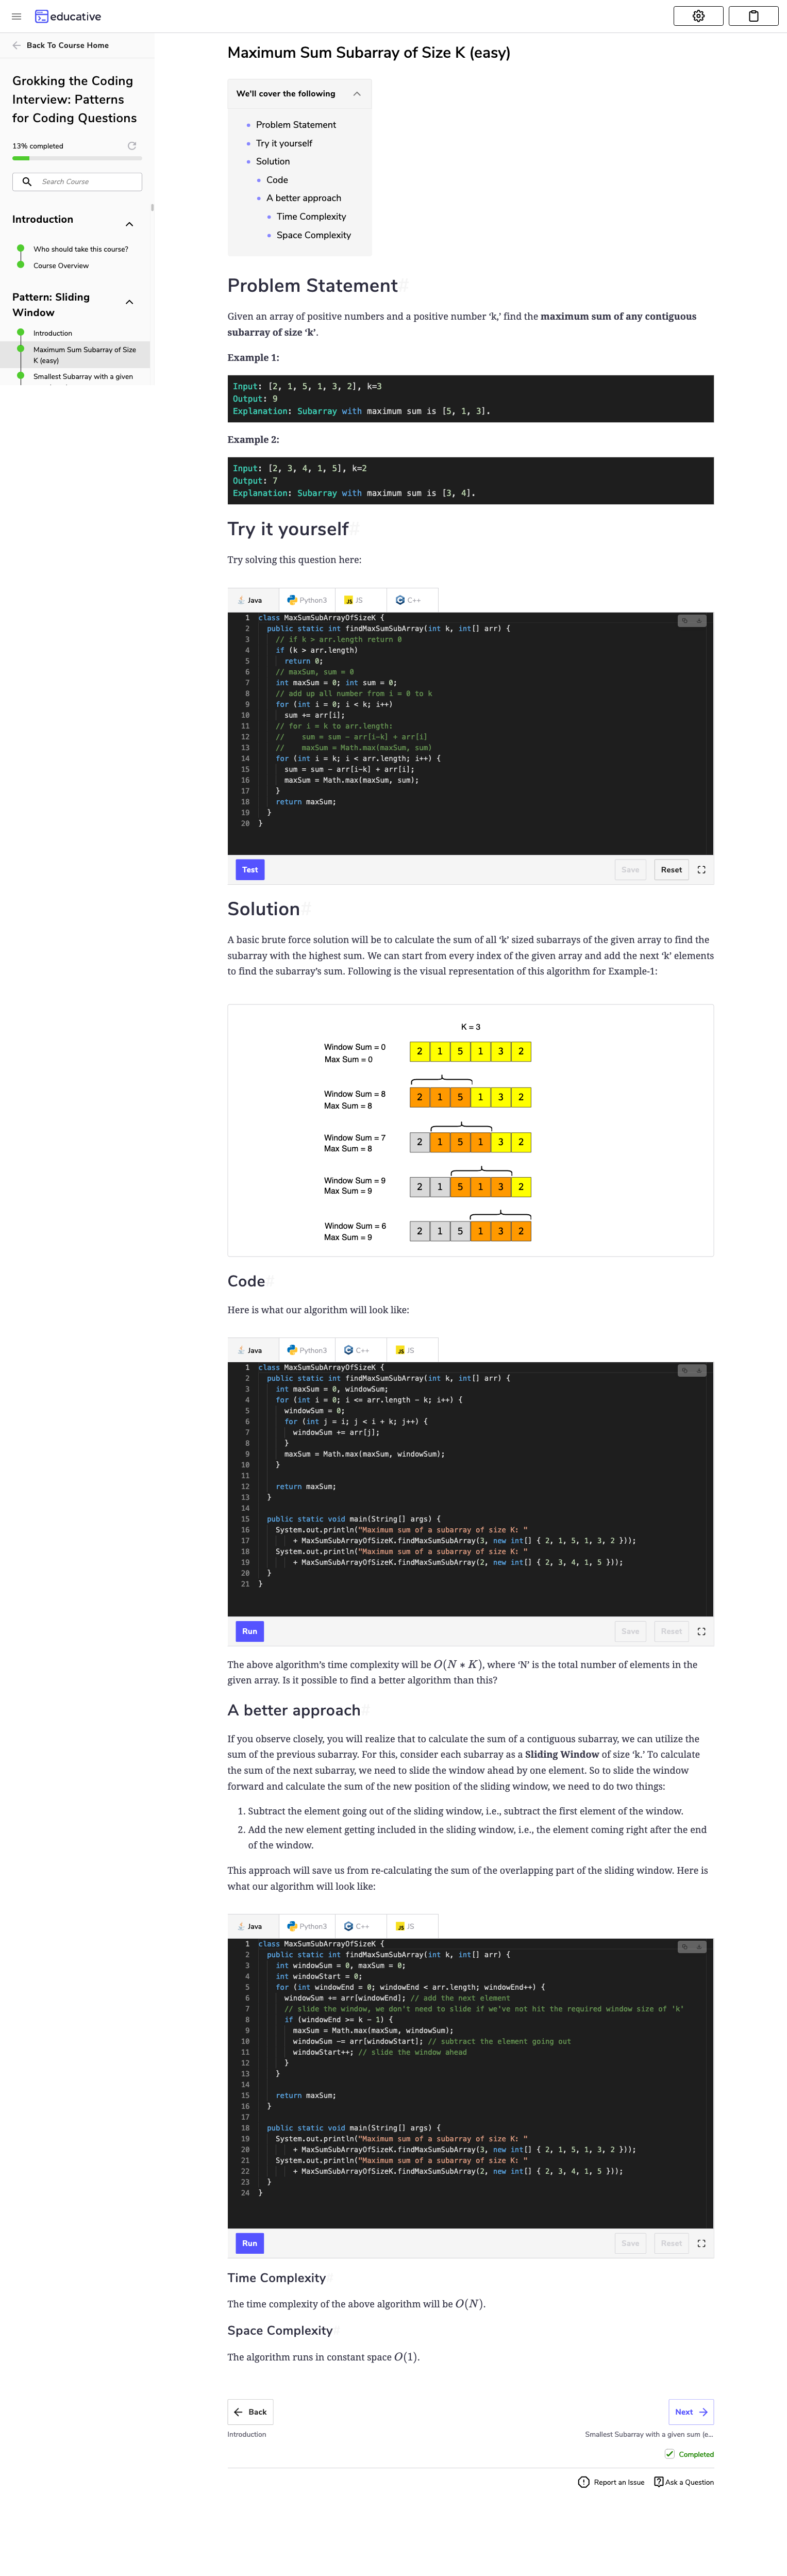 educative
Back To Course Home
Grokking the Coding
Interview: Patterns
for Coding Questions
13% completed
Search Course
Introduction
Who should take this course?
Course Overview
Pattern: Sliding
Window
Introduction
Maximum Sum Subarray of Size
K (easy)
Smallest Subarray with a given
Maximum Sum Subarray of Size K (easy)
We'll cover the following
Problem Statement
Try it yourself
Solution
Code
A better approach
Time Complexity
Space Complexity
Problem Statement#
Given an array of positive numbers and a positive number ‘k,’ find the maximum sum of any contiguous
subarray of size ‘k’.
Example 1:
Input: [2, 1, 5, 1, 3, 2], k=3
Output: 9
Explanation: Subarray with maximum sum is [5, 1, 3].
Example 2:
Input: [2, 3, 4, 1, 5], k=2
Output: 7
Explanation: Subarray with maximum sum is [3, 4].
Try it yourself#
Try solving this question here:
Java Python3 JS C++
1 class MaxSumSubArrayOfSizeK {
2 public static int findMaxSumSubArray(int k, int[] arr) {
3 // if k > arr.length return 0
4 if (k > arr.length)
5 return 0;
6 // maxSum, sum = 0
7 int maxSum = 0; int sum = 0;
8 // add up all number from i = 0 to k
9 for (int i = 0; i < k; i++)
10 sum += arr[i];
11 // for i = k to arr.length:
12 // sum = sum - arr[i-k] + arr[i]
13 // maxSum = Math.max(maxSum, sum)
14 for (int i = k; i < arr.length; i++) {
15 sum = sum - arr[i-k] + arr[i];
16 maxSum = Math.max(maxSum, sum);
17 }
18 return maxSum;
19 }
20 }
Test Save Reset
Solution#
A basic brute force solution will be to calculate the sum of all ‘k’ sized subarrays of the given array to find the
subarray with the highest sum. We can start from every index of the given array and add the next ‘k’ elements
to find the subarray’s sum. Following is the visual representation of this algorithm for Example-1:
K = 3
Window Sum = 0
Max Sum = 0
2 1 5 1 3 2
Window Sum = 8
Max Sum = 8
2 1 5 1 3 2
Window Sum = 7
Max Sum = 8
2 1 5 1 3 2
Window Sum = 9
Max Sum = 9
2 1 5 1 3 2
Window Sum = 6
Max Sum = 9
2 1 5 1 3 2
Code#
Here is what our algorithm will look like:
Java Python3 C++ JS
1 class MaxSumSubArrayOfSizeK {
2 public static int findMaxSumSubArray(int k, int[] arr) {
3 int maxSum = 0, windowSum;
4 for (int i = 0; i <= arr.length - k; i++) {
5 windowSum = 0;
6 for (int j = i; j < i + k; j++) {
7 windowSum += arr[j];
8 }
9 maxSum = Math.max(maxSum, windowSum);
10 }
11
12 return maxSum;
13 }
14
15 public static void main(String[] args) {
16 System.out.println("Maximum sum of a subarray of size K: "
17 + MaxSumSubArrayOfSizeK.findMaxSumSubArray(3, new int[] { 2, 1, 5, 1, 3, 2 }));
18 System.out.println("Maximum sum of a subarray of size K: "
19 + MaxSumSubArrayOfSizeK.findMaxSumSubArray(2, new int[] { 2, 3, 4, 1, 5 }));
20 }
21 }
Run Save Reset
The above algorithm’s time complexity will be O(N ∗ K), where ‘N’ is the total number of elements in the
given array. Is it possible to find a better algorithm than this?
A better approach#
If you observe closely, you will realize that to calculate the sum of a contiguous subarray, we can utilize the
sum of the previous subarray. For this, consider each subarray as a Sliding Window of size ‘k.’ To calculate
the sum of the next subarray, we need to slide the window ahead by one element. So to slide the window
forward and calculate the sum of the new position of the sliding window, we need to do two things:
1. Subtract the element going out of the sliding window, i.e., subtract the first element of the window.
2. Add the new element getting included in the sliding window, i.e., the element coming right after the end
of the window.
This approach will save us from re-calculating the sum of the overlapping part of the sliding window. Here is
what our algorithm will look like:
Java Python3 C++ JS
1 class MaxSumSubArrayOfSizeK {
2 public static int findMaxSumSubArray(int k, int[] arr) {
3 int windowSum = 0, maxSum = 0;
4 int windowStart = 0;
5 for (int windowEnd = 0; windowEnd < arr.length; windowEnd++) {
6 windowSum += arr[windowEnd]; // add the next element
7 // slide the window, we don't need to slide if we've not hit the required window size of 'k'
8 if (windowEnd >= k - 1) {
9 maxSum = Math.max(maxSum, windowSum);
10 windowSum -= arr[windowStart]; // subtract the element going out
11 windowStart++; // slide the window ahead
12 }
13 }
14
15 return maxSum;
16 }
17
18 public static void main(String[] args) {
19 System.out.println("Maximum sum of a subarray of size K: "
20 + MaxSumSubArrayOfSizeK.findMaxSumSubArray(3, new int[] { 2, 1, 5, 1, 3, 2 }));
21 System.out.println("Maximum sum of a subarray of size K: "
22 + MaxSumSubArrayOfSizeK.findMaxSumSubArray(2, new int[] { 2, 3, 4, 1, 5 }));
23 }
24 }
Run Save Reset
Time Complexity#
The time complexity of the above algorithm will be O(N).
Space Complexity#
The algorithm runs in constant space O(1).
Back Next
Introduction Smallest Subarray with a given sum (e...
Completed
Report an Issue Ask a Question